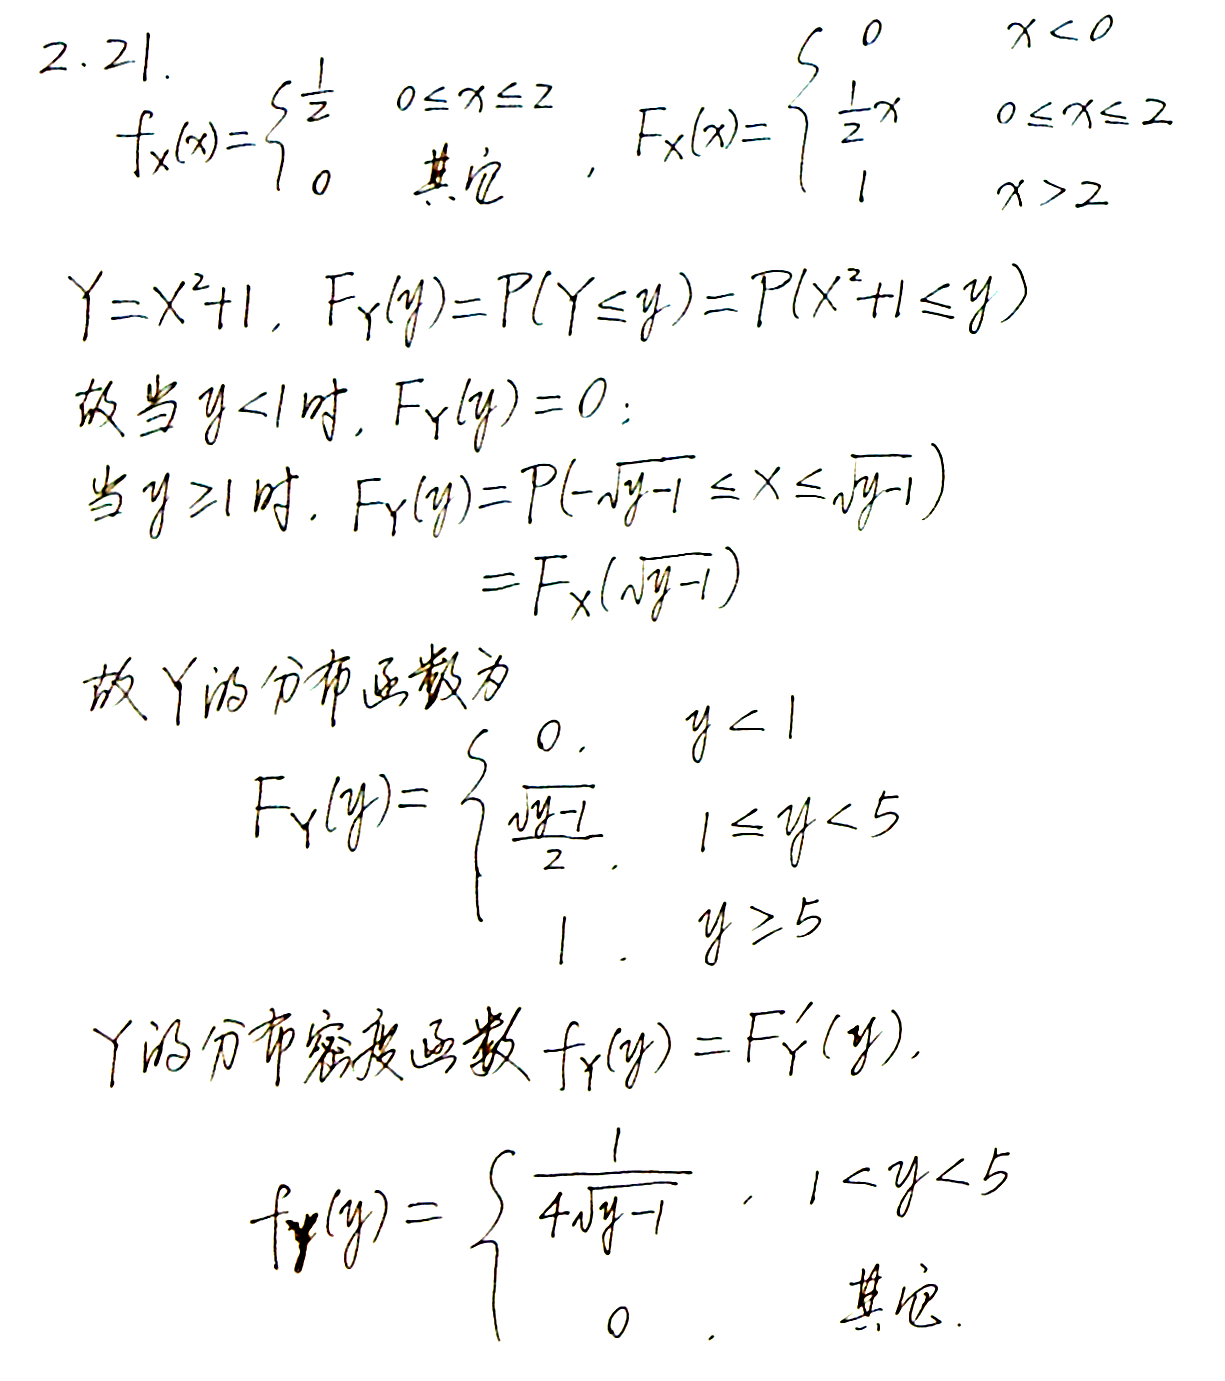 2.21.
f_X(x) = { 1/2  0≤x≤2 ; 0  其它 , F_X(x) = { 0  x<0 ; 1/2 x  0≤x≤2 ; 1  x>2
Y=X²+1, F_Y(y)=P(Y≤y)=P(X²+1≤y)
故当 y<1 时, F_Y(y)=0;
当 y≥1 时, F_Y(y)=P(-√(y-1) ≤ X ≤ √(y-1))
=F_X(√(y-1))
故 Y 的分布函数为
F_Y(y) = { 0,  y<1 ; √(y-1)/2,  1≤y<5 ; 1,  y≥5
Y的分布密度函数 f_Y(y) = F_Y′(y),
f_Y(y) = { 1/(4√(y-1)),  1<y<5 ; 0,  其它.